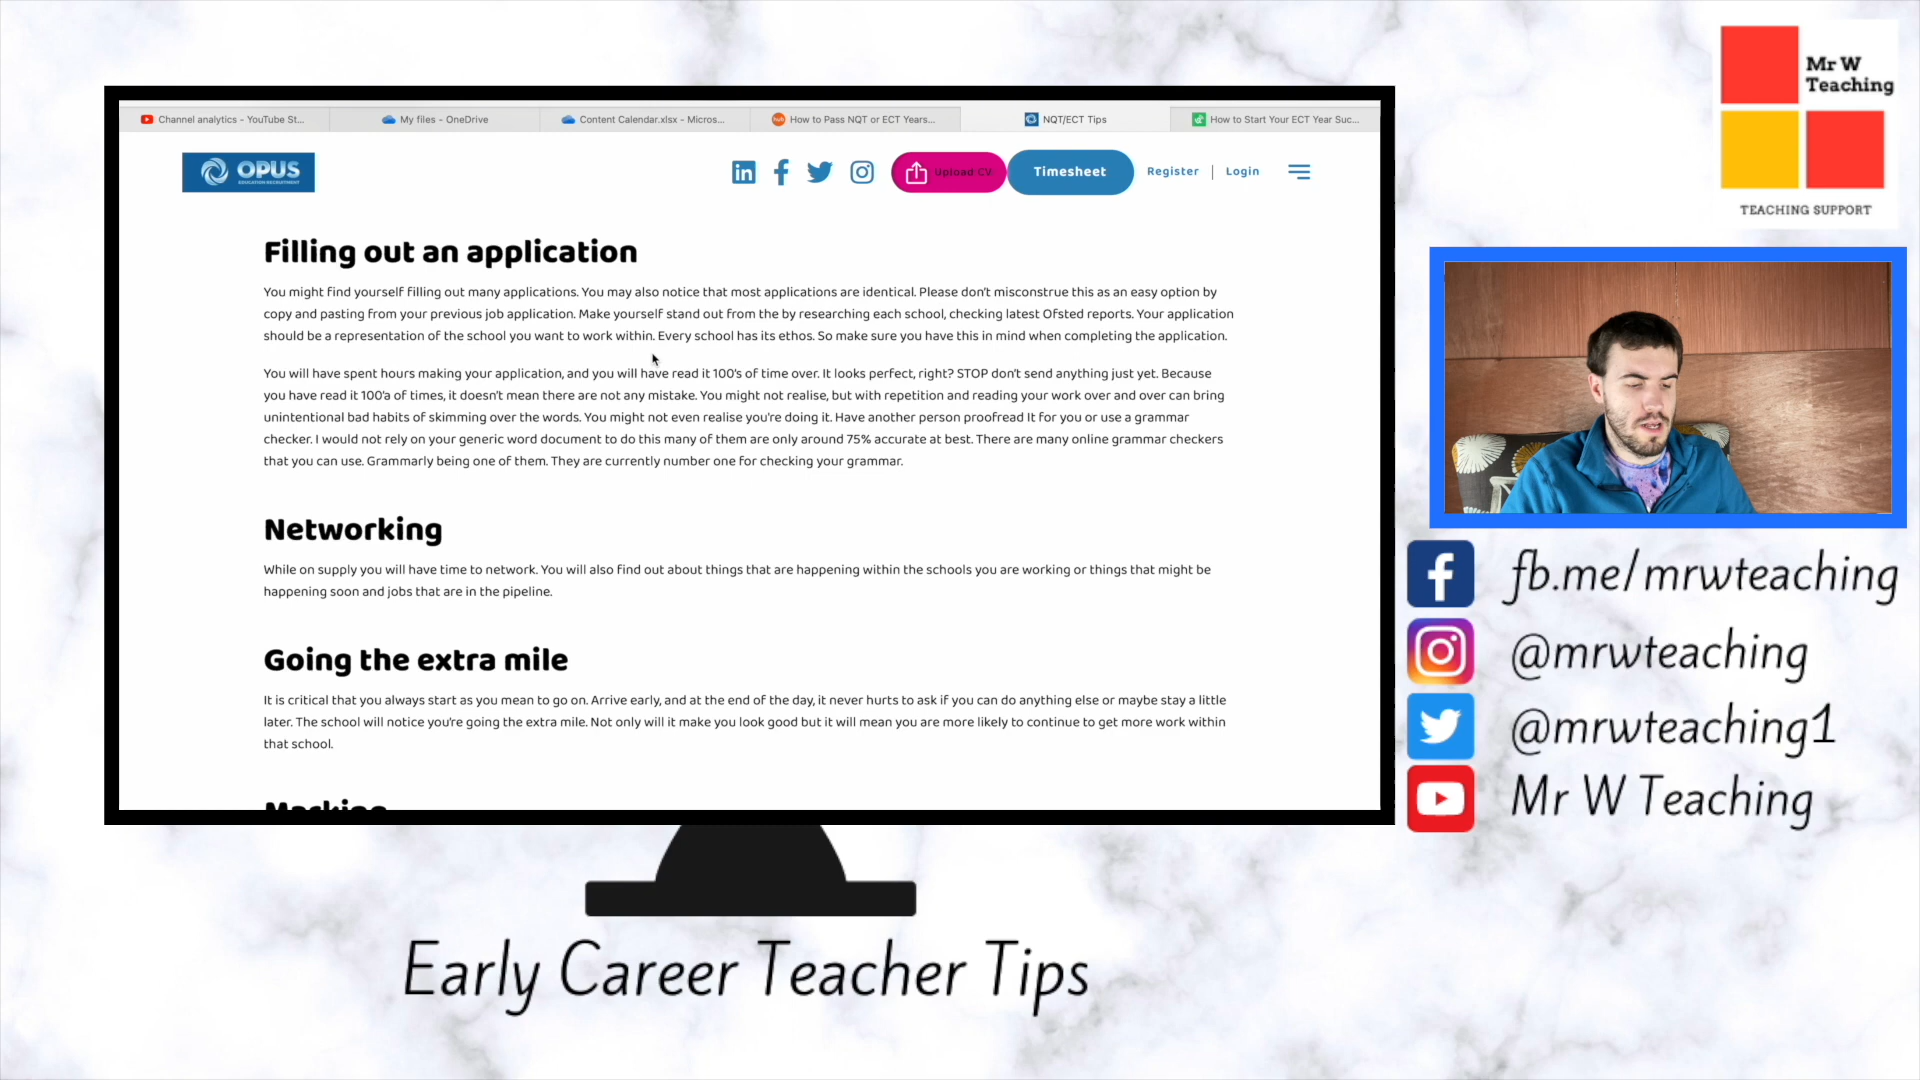 Mr W
Teaching
TEACHING SUPPORT
Channel analytics - YouTube St...
My files - OneDrive
Content Calendar.xlsx - Micros...
How to Pass NQT or ECT Years...
NQT/ECT Tips
How to Start Your ECT Year Suc...
OPUS
EDUCATION RECRUITMENT
Upload CV
Timesheet
Register | Login
Filling out an application
You might find yourself filling out many applications. You may also notice that most applications are identical. Please don't misconstrue this as an easy option by
copy and pasting from your previous job application. Make yourself stand out from the by researching each school, checking latest Ofsted reports. Your application
should be a representation of the school you want to work within. Every school has its ethos. So make sure you have this in mind when completing the application.
You will have spent hours making your application, and you will have read it 100's of time over. It looks perfect, right? STOP don't send anything just yet. Because
you have read it 100'a of times, it doesn't mean there are not any mistake. You might not realise, but with repetition and reading your work over and over can bring
unintentional bad habits of skimming over the words. You might not even realise you're doing it. Have another person proofread It for you or use a grammar
checker. I would not rely on your generic word document to do this many of them are only around 75% accurate at best. There are many online grammar checkers
that you can use. Grammarly being one of them. They are currently number one for checking your grammar.
Networking
While on supply you will have time to network. You will also find out about things that are happening within the schools you are working or things that might be
happening soon and jobs that are in the pipeline.
Going the extra mile
It is critical that you always start as you mean to go on. Arrive early, and at the end of the day, it never hurts to ask if you can do anything else or maybe stay a little
later. The school will notice you're going the extra mile. Not only will it make you look good but it will mean you are more likely to continue to get more work within
that school.
fb.me/mrwteaching
@mrwteaching
@mrwteaching1
Mr W Teaching
Early Career Teacher Tips